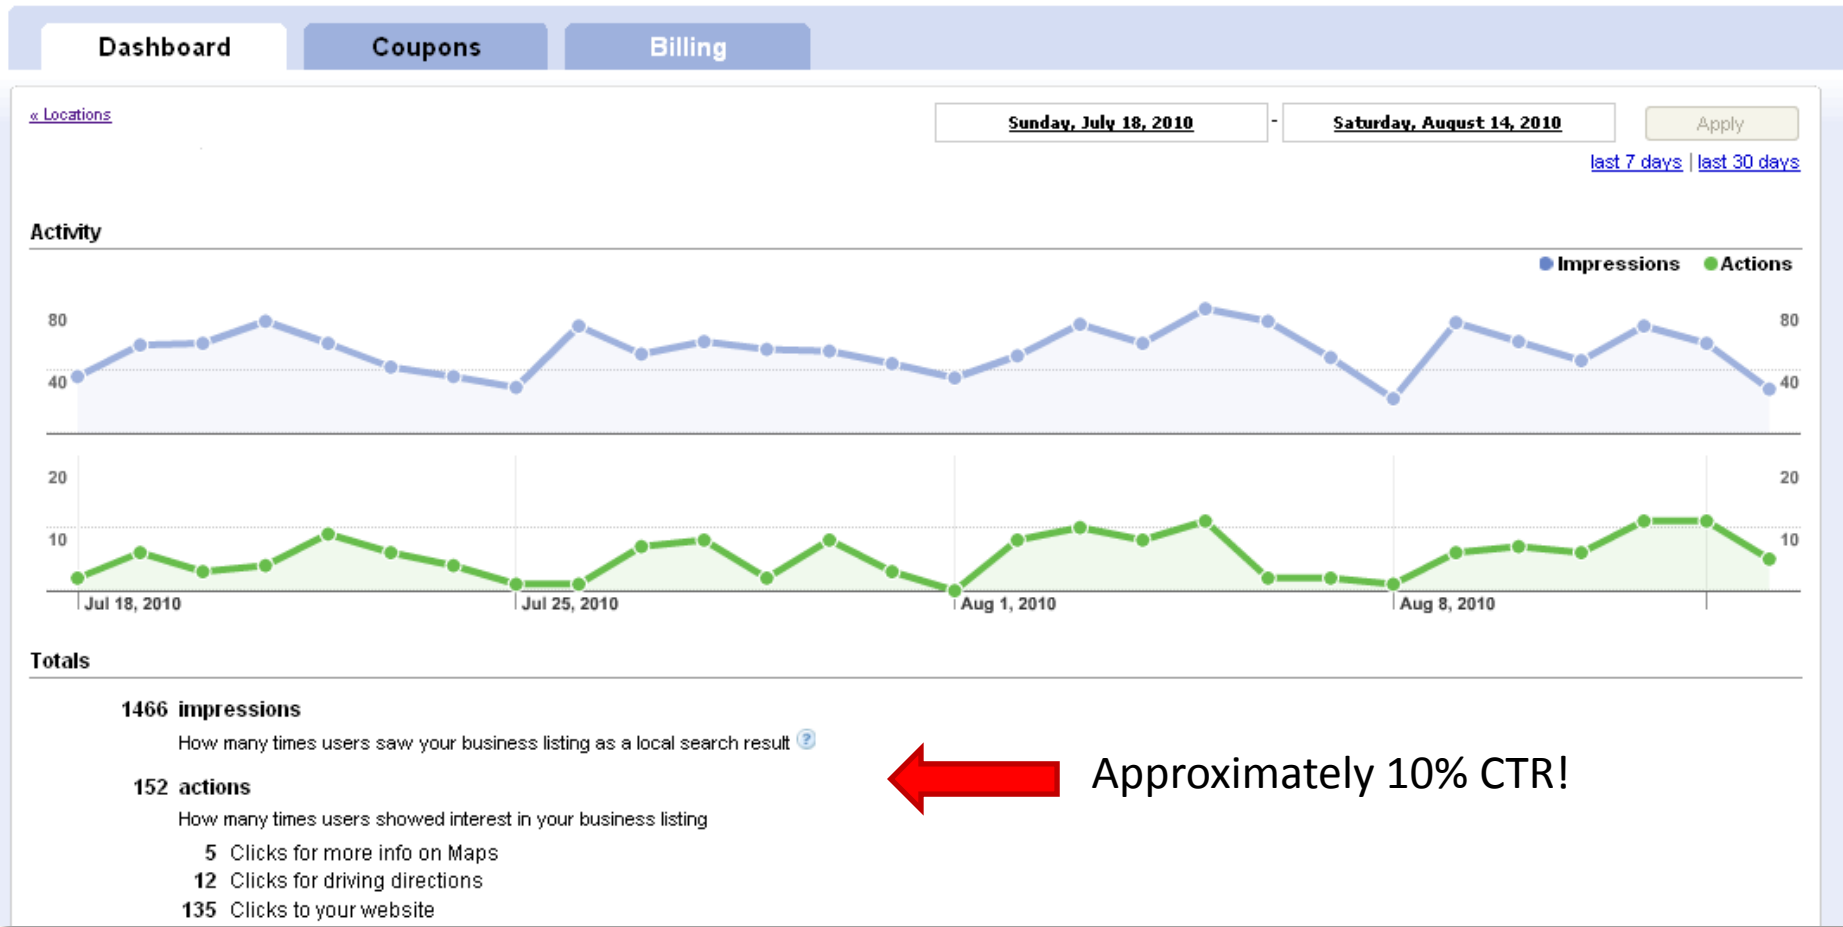 Dashboard Coupons Billing
« Locations
Sunday, July 18, 2010 - Saturday, August 14, 2010 Apply
last 7 days | last 30 days
Activity
Impressions Actions
80 80
40 40
20 20
10 10
Jul 18, 2010 Jul 25, 2010 Aug 1, 2010 Aug 8, 2010
Totals
1466 impressions
How many times users saw your business listing as a local search result ?
Approximately 10% CTR!
152 actions
How many times users showed interest in your business listing
5 Clicks for more info on Maps
12 Clicks for driving directions
135 Clicks to your website